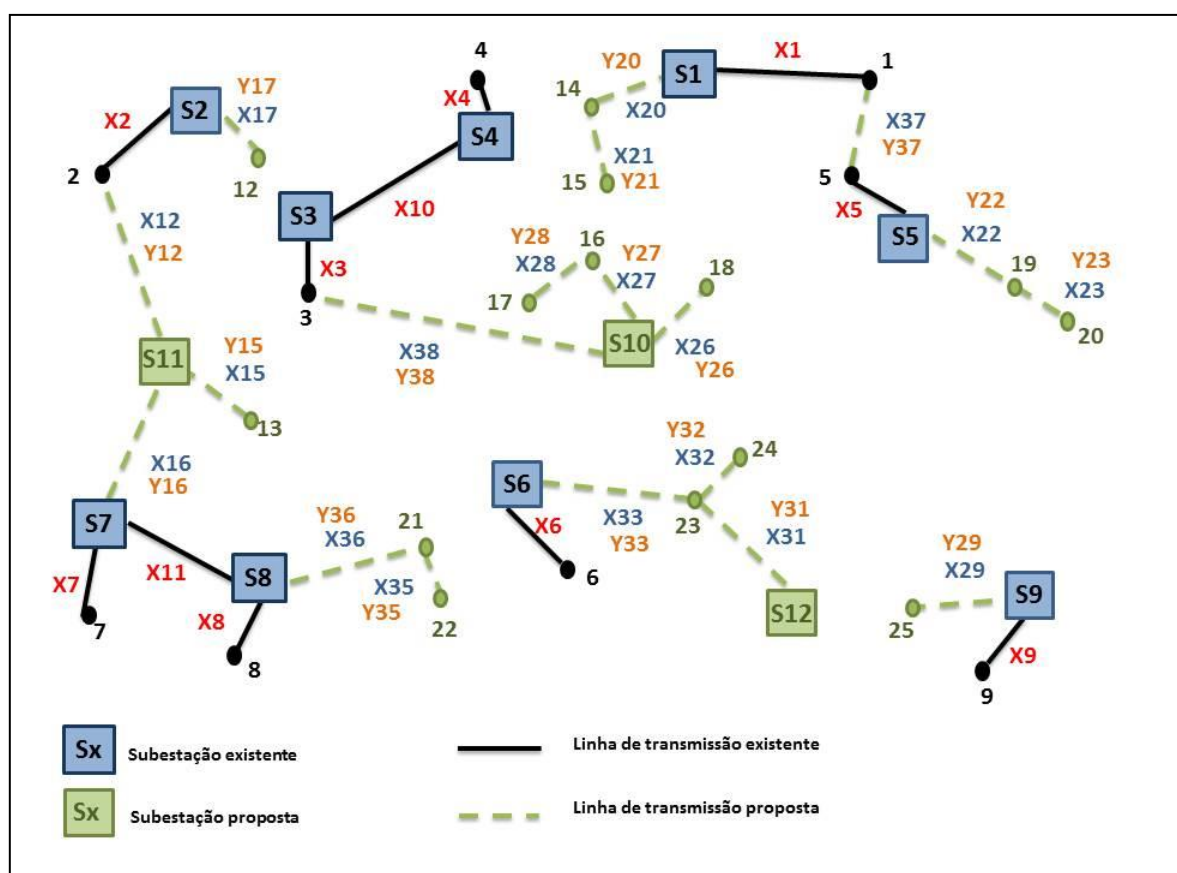 4
X1
1
Y20
S1
Y17
14
S2
X4
X20
X17
X2
S4
X37
Y37
X21
2
12
15
Y21
5
X12
S3
X10
X5
Y22
Y12
Y28
16
Y27
S5
X22
X3
X28
X27
18
19
Y23
17
X23
3
20
Y15
S11
X38
S10
X26
X15
Y38
Y26
13
Y32
24
X16
X32
Y16
S6
23
Y31
S7
Y36
21
X6
X33
X31
X36
Y33
Y29
X11
S8
X29
X7
X35
6
S9
X8
Y35
S12
7
22
25
8
X9
9
Sx
Subestação existente
Linha de transmissão existente
Sx
Subestação proposta
Linha de transmissão proposta